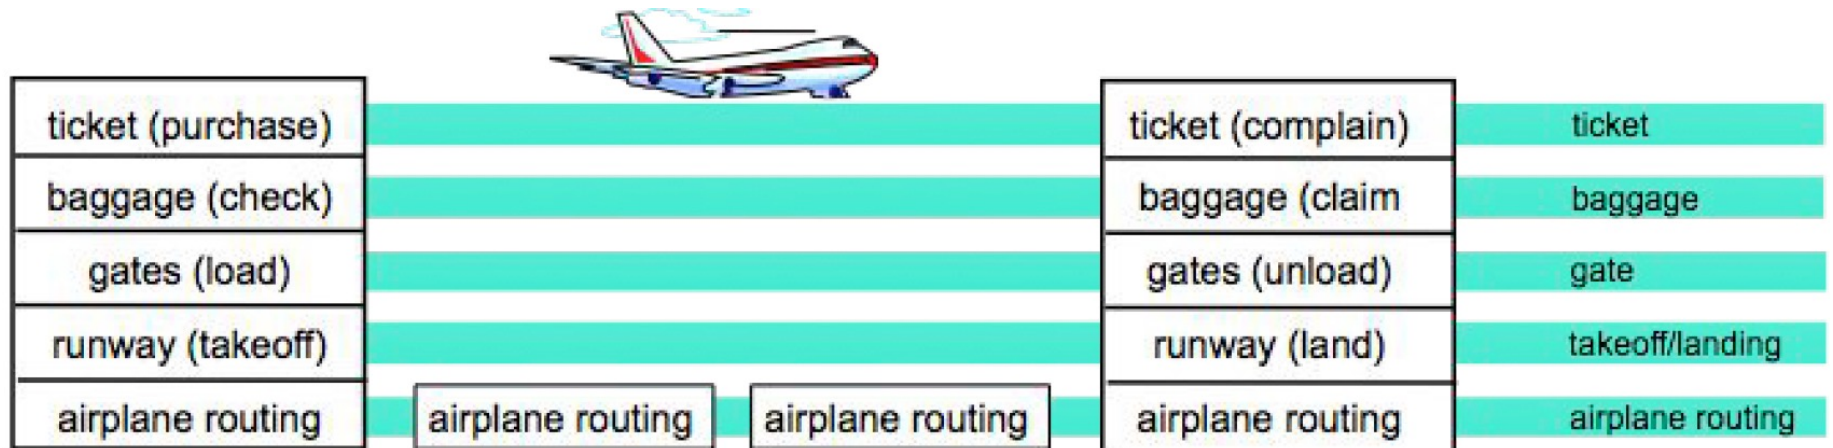 ticket (purchase) ticket (complain) ticket
baggage (check) baggage (claim baggage
gates (load) gates (unload) gate
runway (takeoff) runway (land) takeoff/landing
airplane routing airplane routing airplane routing airplane routing airplane routing